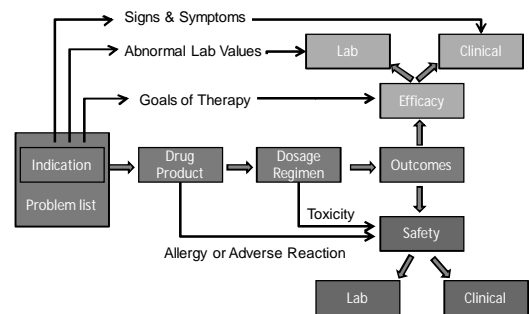 Signs & Symptoms
Abnormal Lab Values
Lab
Clinical
Goals of Therapy
Efficacy
Indication
Problem list
Drug
Product
Dosage
Regimen
Outcomes
Toxicity
Safety
Allergy or Adverse Reaction
Lab
Clinical